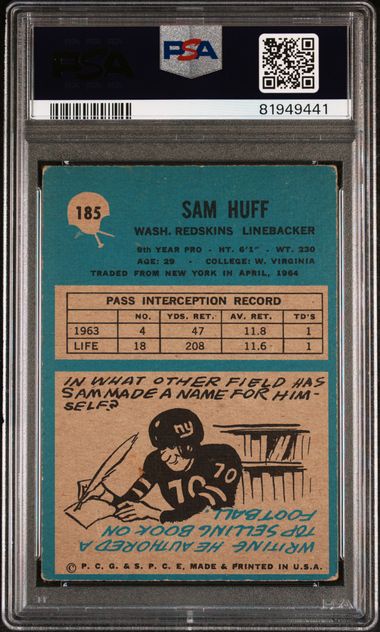 PSA
PSA
81949441
185
SAM HUFF
WASH. REDSKINS LINEBACKER
9th YEAR PRO - HT. 6'1" - WT. 230
AGE: 29 - COLLEGE: W. VIRGINIA
TRADED FROM NEW YORK IN APRIL, 1964
PASS INTERCEPTION RECORD
NO. YDS. RET. AV. RET. TD'S
1963 4 47 11.8 1
LIFE 18 208 11.6 1
IN WHAT OTHER FIELD HAS
SAM MADE A NAME FOR HIM-
SELF?
ny
70
70
WRITING. HE AUTHORED A
TOP SELLING BOOK ON
FOOTBALL.
© P. C. G. & S. P. C. E, MADE & PRINTED IN U.S.A.